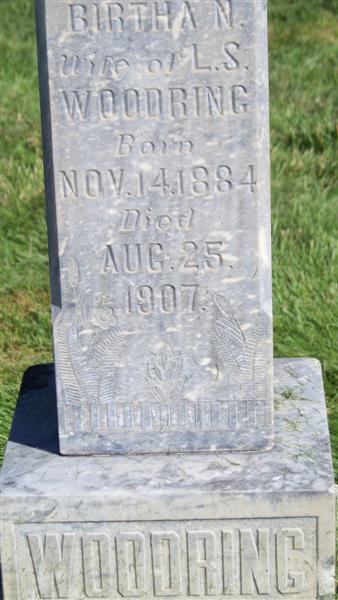 BIRTHA N.
Wife of L.S.
WOODRING
Born
NOV. 14, 1884
Died
AUG. 25.
1907.
WOODRING